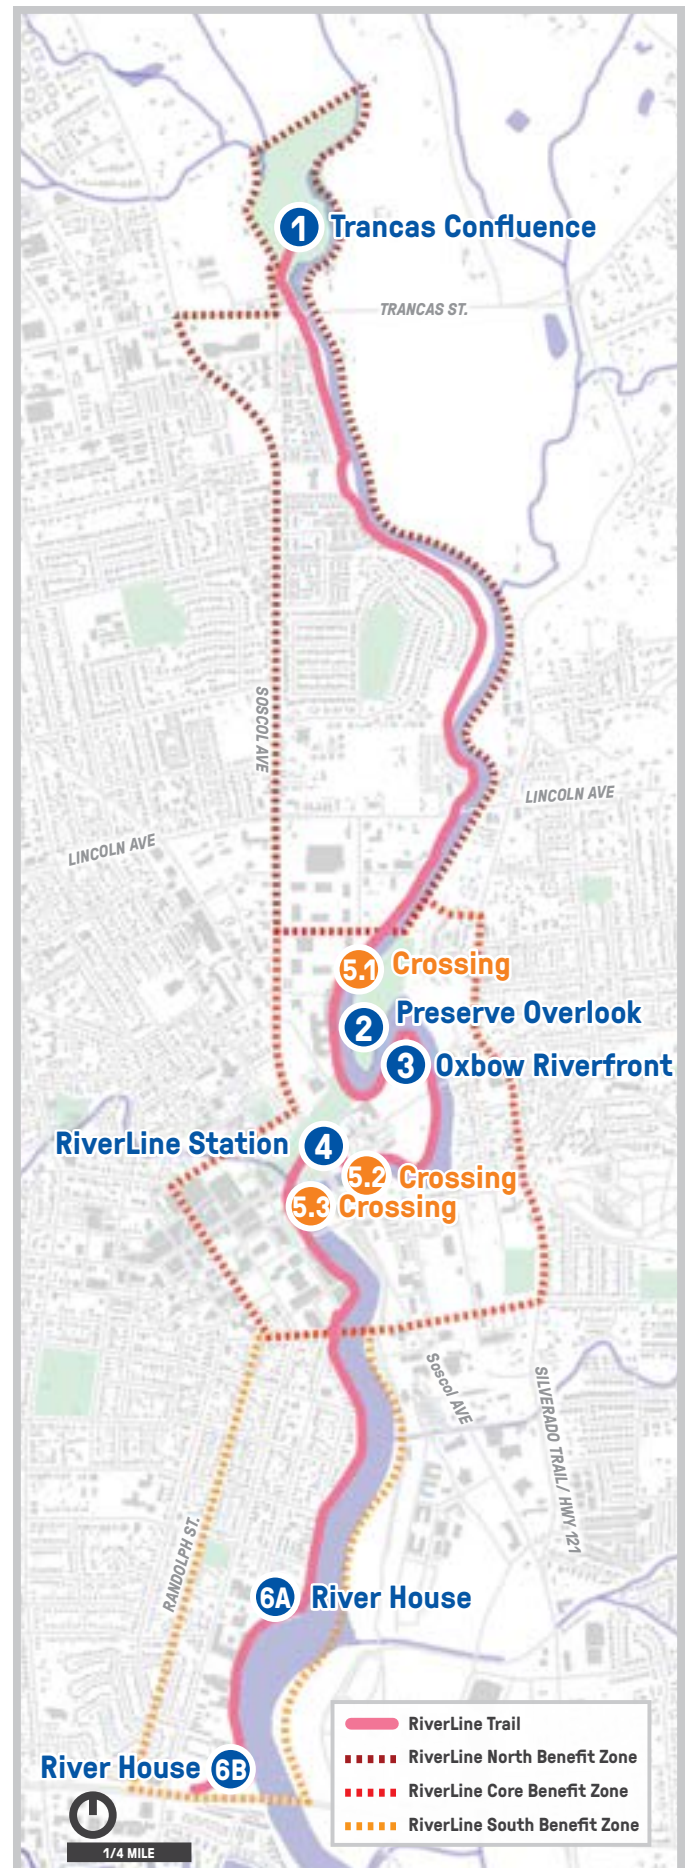 1 Trancas Confluence
TRANCAS ST.
SOSCOL AVE
LINCOLN AVE
LINCOLN AVE
5.1 Crossing
2 Preserve Overlook
3 Oxbow Riverfront
RiverLine Station 4
5.2 Crossing
5.3 Crossing
Soscol AVE
SILVERADO TRAIL/ HWY 121
RANDOLPH ST.
6A River House
River House 6B
RiverLine Trail
RiverLine North Benefit Zone
RiverLine Core Benefit Zone
RiverLine South Benefit Zone
1/4 MILE